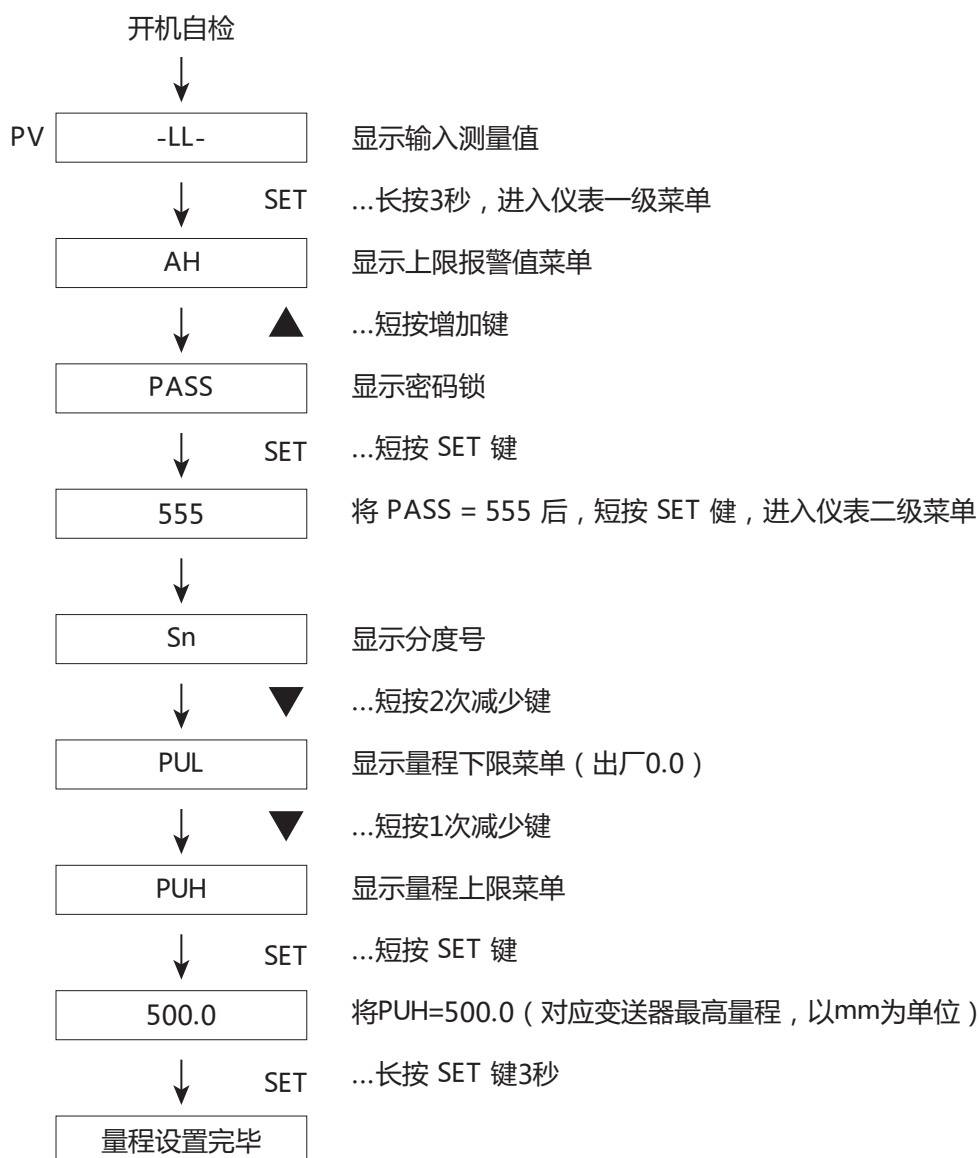 开机自检
PV -LL- 显示输入测量值
SET ...长按3秒，进入仪表一级菜单
AH 显示上限报警值菜单
...短按增加键
PASS 显示密码锁
SET ...短按 SET 键
555 将 PASS = 555 后，短按 SET 健，进入仪表二级菜单
Sn 显示分度号
...短按2次减少键
PUL 显示量程下限菜单（出厂0.0）
...短按1次减少键
PUH 显示量程上限菜单
SET ...短按 SET 键
500.0 将PUH=500.0（对应变送器最高量程，以mm为单位）
SET ...长按 SET 键3秒
量程设置完毕